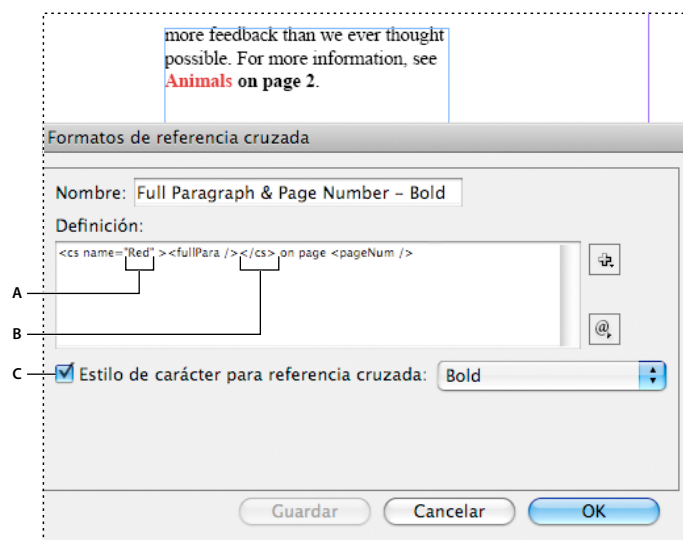 more feedback than we ever thought
possible. For more information, see
Animals on page 2.
Formatos de referencia cruzada
Nombre: Full Paragraph & Page Number – Bold
Definición:
<cs name="Red" ><fullPara /></cs> on page <pageNum />
A
B
@
C Estilo de carácter para referencia cruzada: Bold
Guardar Cancelar OK